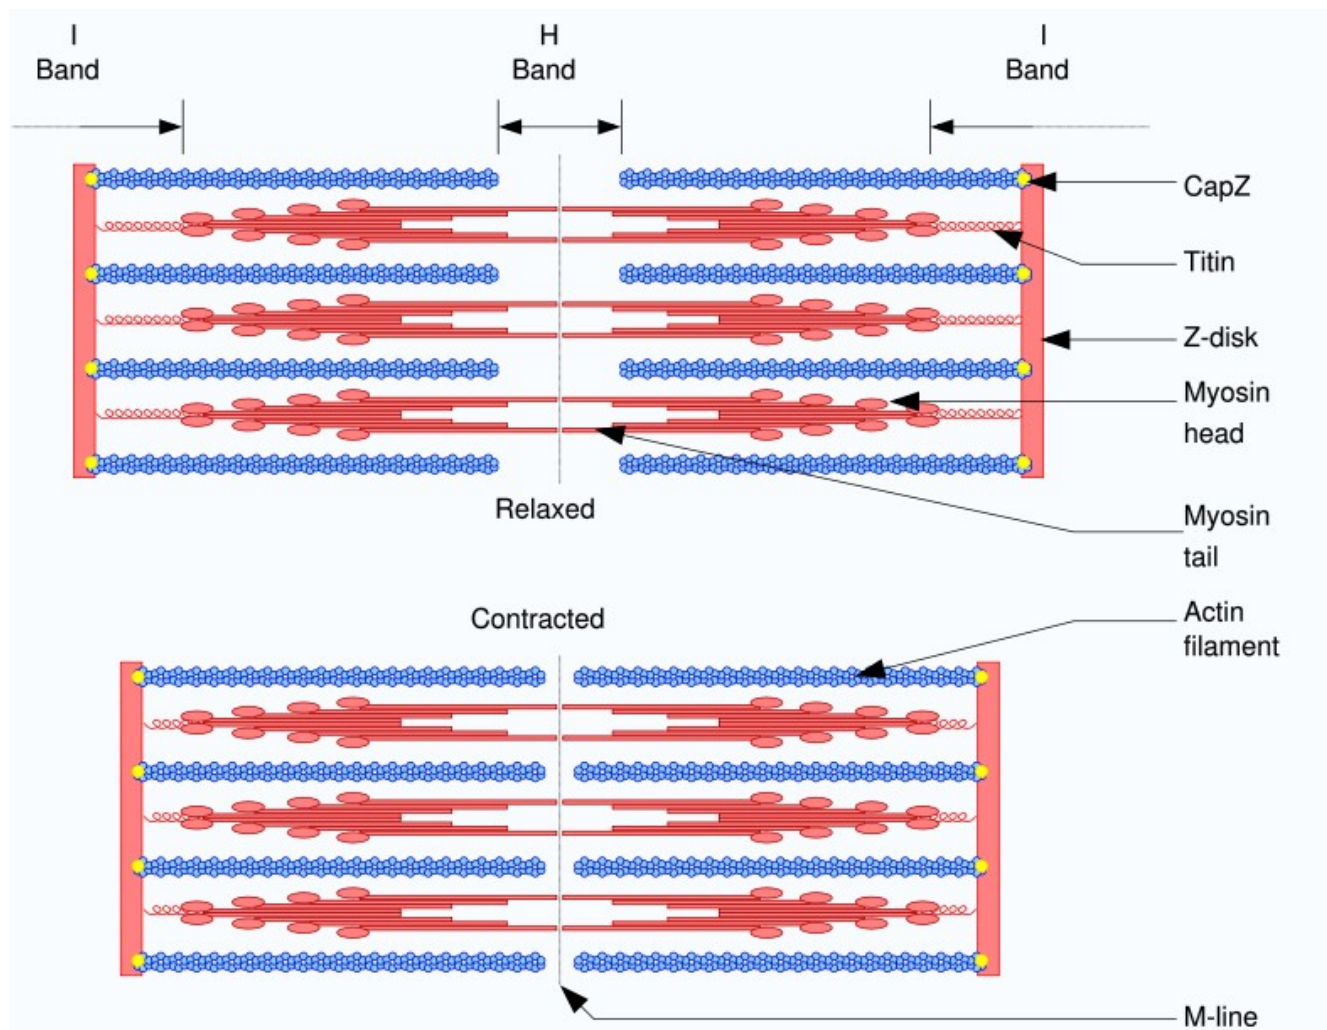 I
Band
H
Band
I
Band
CapZ
Titin
Z-disk
Myosin
head
Relaxed
Myosin
tail
Contracted
Actin
filament
M-line